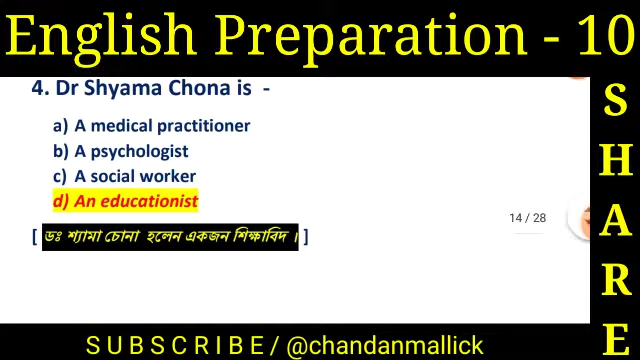 English Preparation - 10
4. Dr Shyama Chona is -
a) A medical practitioner
b) A psychologist
c) A social worker
d) An educationist
[ ডঃ শ্যামা চোনা হলেন একজন শিক্ষাবিদ । ]
14 / 28
SHARE
SUBSCRIBE/ @chandanmallick